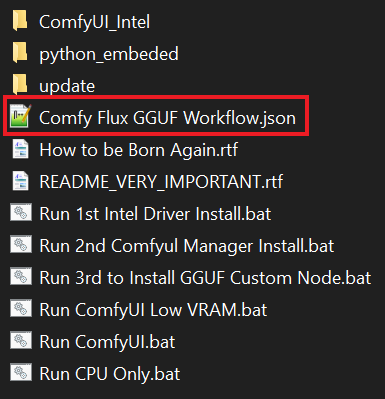 ComfyUI_Intel
python_embeded
update
Comfy Flux GGUF Workflow.json
How to be Born Again.rtf
README_VERY_IMPORTANT.rtf
Run 1st Intel Driver Install.bat
Run 2nd Comfyul Manager Install.bat
Run 3rd to Install GGUF Custom Node.bat
Run ComfyUI Low VRAM.bat
Run ComfyUI.bat
Run CPU Only.bat